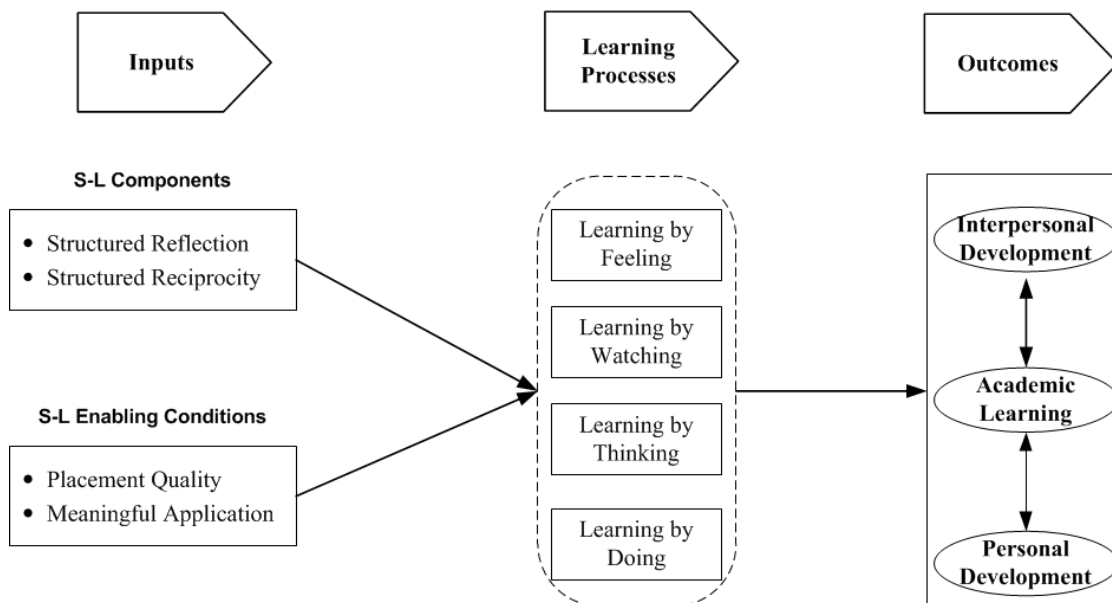 Inputs
Learning
Processes
Outcomes
S-L Components
• Structured Reflection
• Structured Reciprocity
S-L Enabling Conditions
• Placement Quality
• Meaningful Application
Learning by
Feeling
Learning by
Watching
Learning by
Thinking
Learning by
Doing
Interpersonal
Development
Academic
Learning
Personal
Development